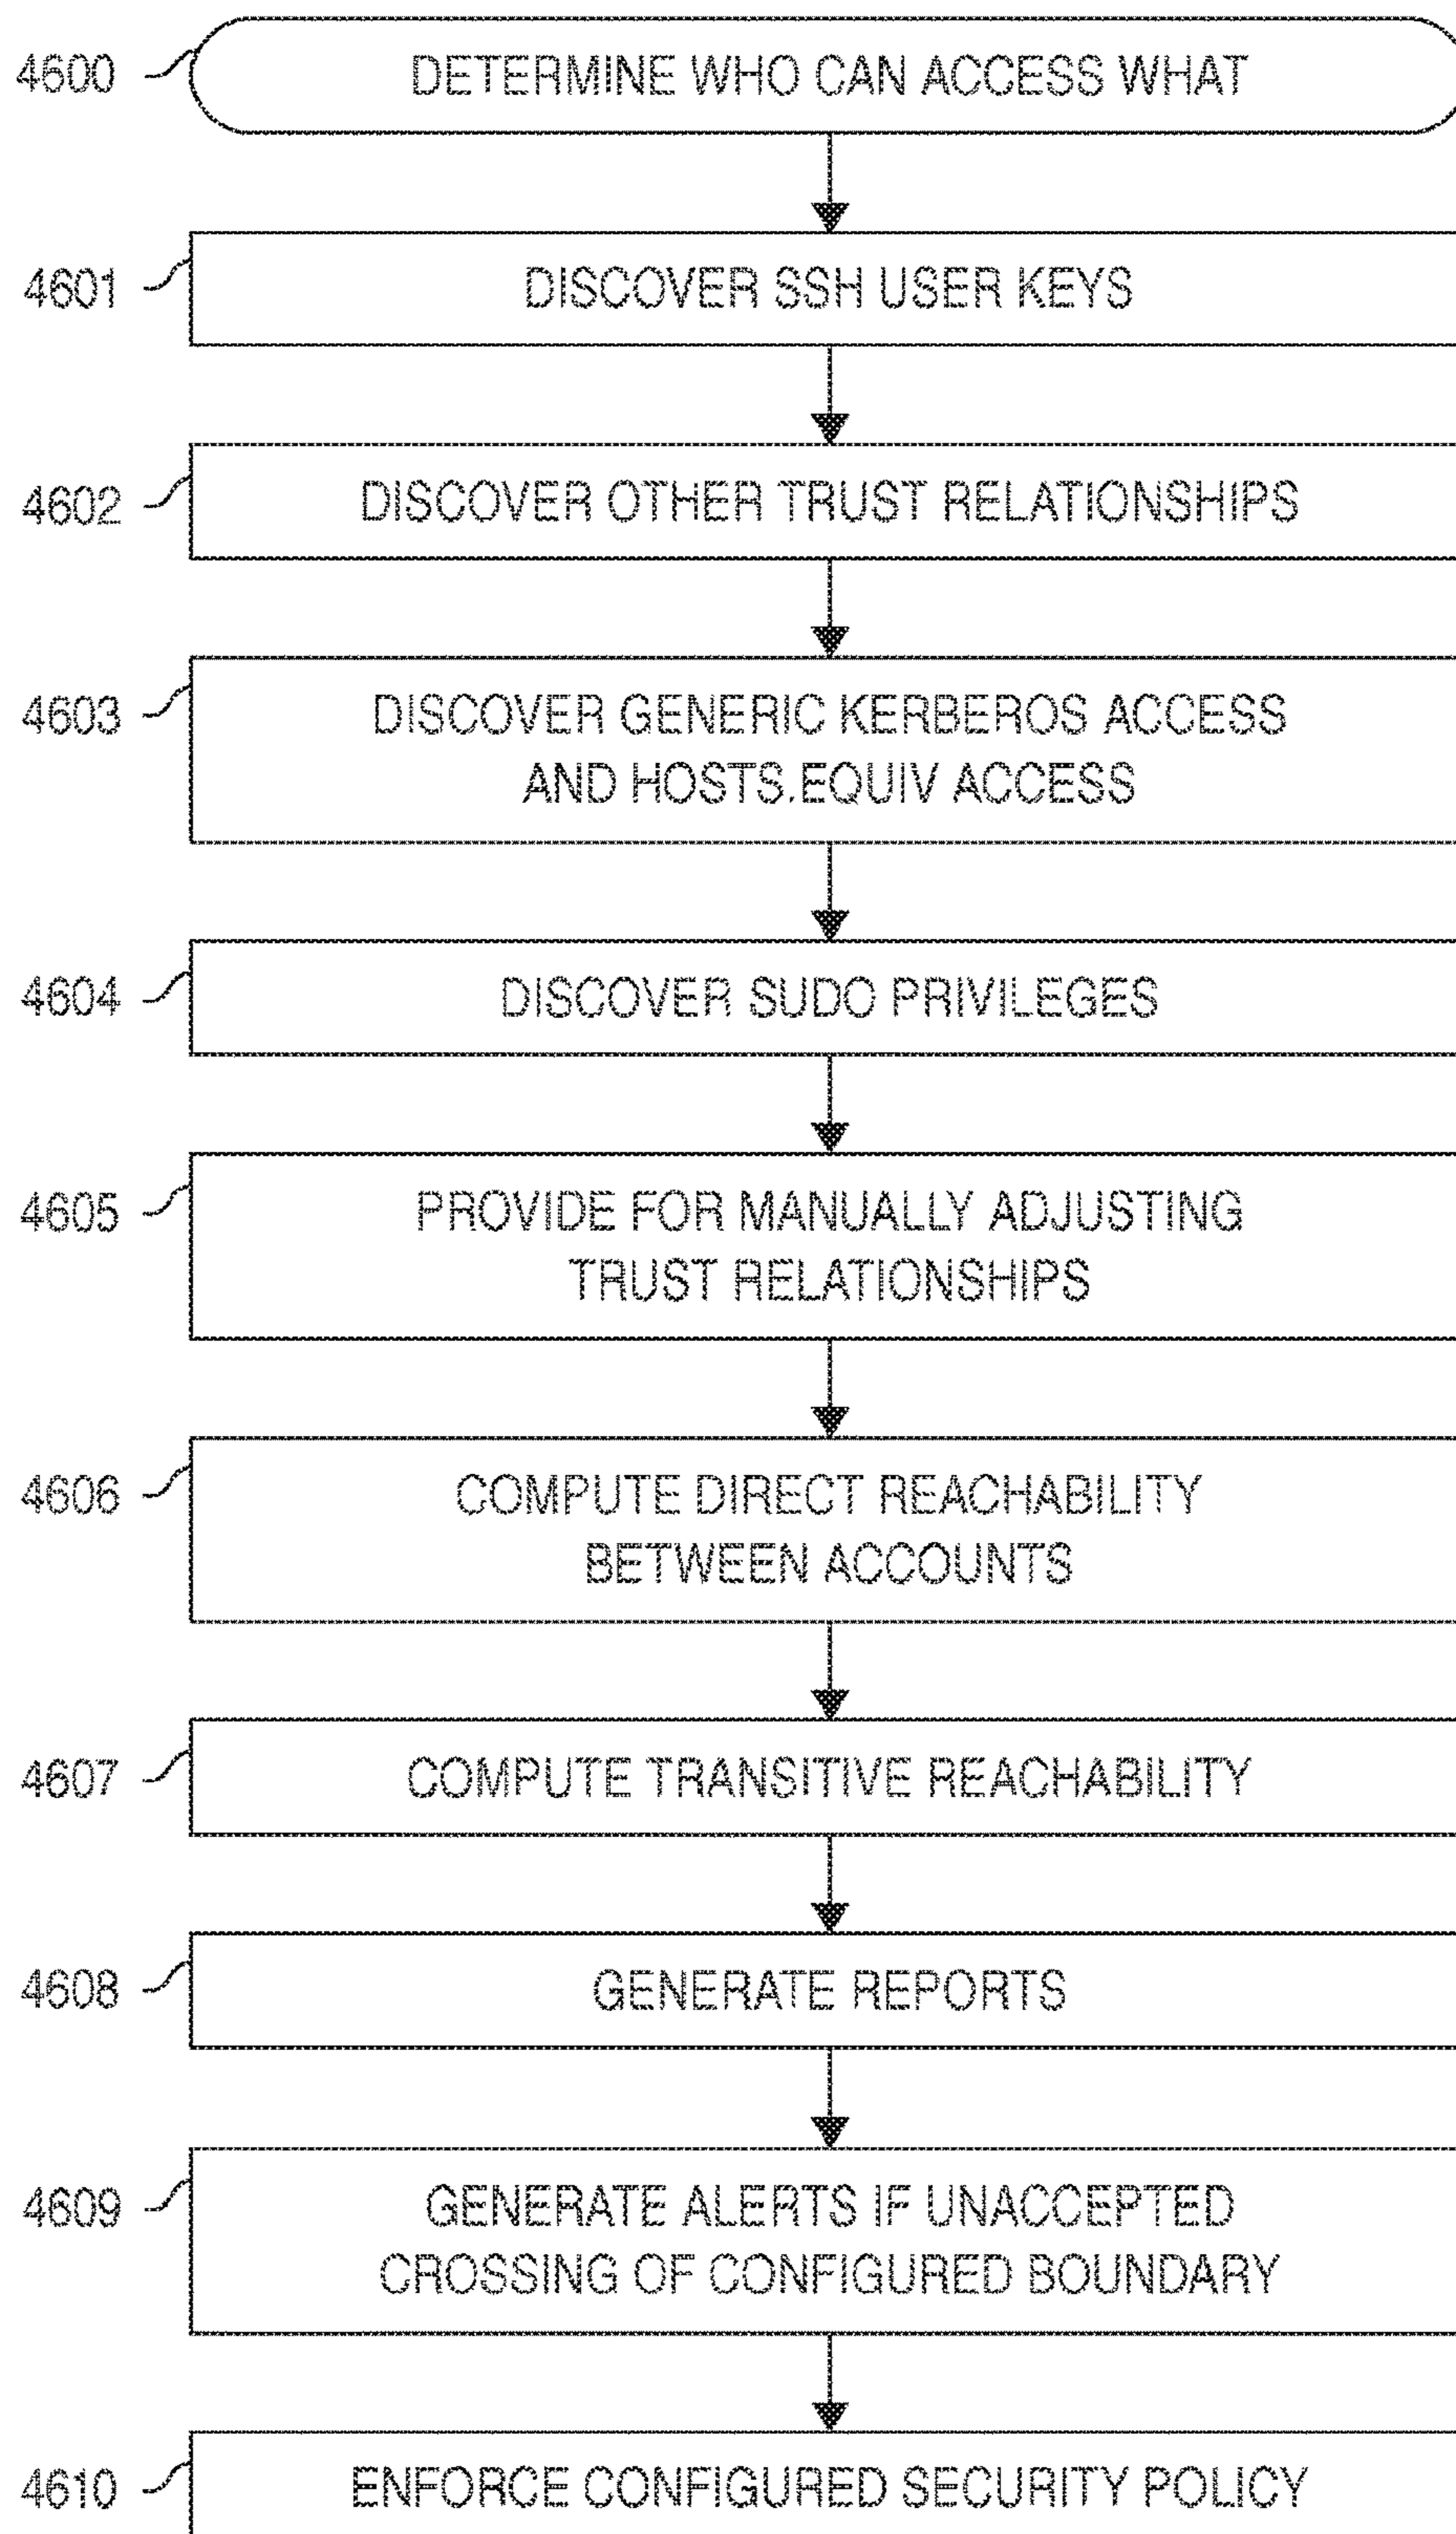 4600 DETERMINE WHO CAN ACCESS WHAT
4601 DISCOVER SSH USER KEYS
4602 DISCOVER OTHER TRUST RELATIONSHIPS
4603 DISCOVER GENERIC KERBEROS ACCESS
AND HOSTS.EQUIV ACCESS
4604 DISCOVER SUDO PRIVILEGES
4605 PROVIDE FOR MANUALLY ADJUSTING
TRUST RELATIONSHIPS
4606 COMPUTE DIRECT REACHABILITY
BETWEEN ACCOUNTS
4607 COMPUTE TRANSITIVE REACHABILITY
4608 GENERATE REPORTS
4609 GENERATE ALERTS IF UNACCEPTED
CROSSING OF CONFIGURED BOUNDARY
4610 ENFORCE CONFIGURED SECURITY POLICY